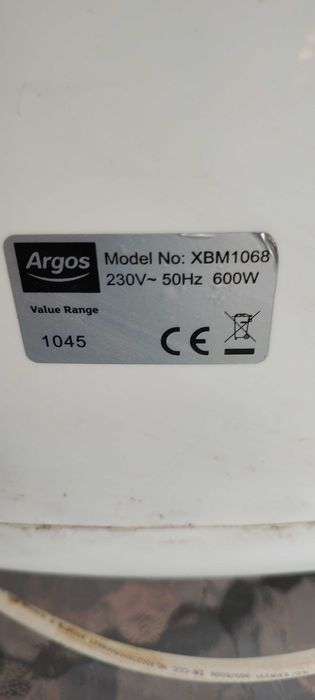 Argos
Model No: XBM1068
230V~ 50Hz 600W
Value Range
1045
CE